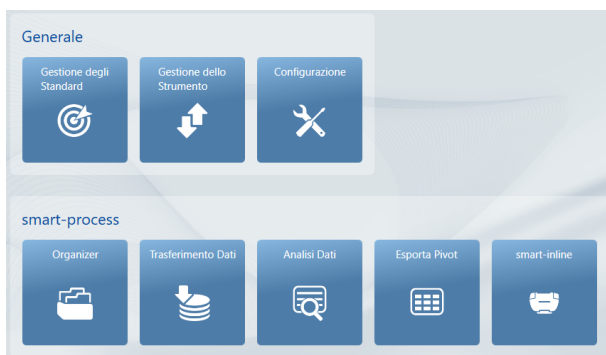 Generale
Gestione degli
Standard
Gestione dello
Strumento
Configurazione
smart-process
Organizer
Trasferimento Dati
Analisi Dati
Esporta Pivot
smart-inline